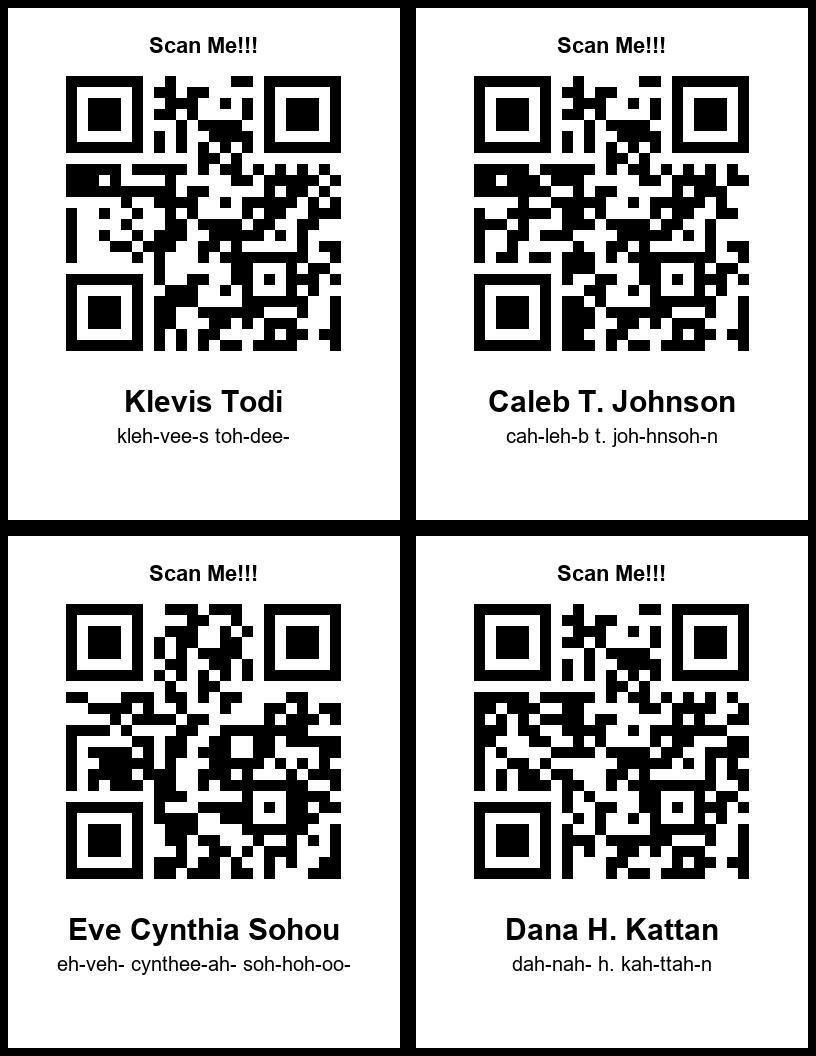 Scan Me!!!
Klevis Todi
kleh-vee-s toh-dee-
Scan Me!!!
Caleb T. Johnson
cah-leh-b t. joh-hnsoh-n
Scan Me!!!
Eve Cynthia Sohou
eh-veh- cynthee-ah- soh-hoh-oo-
Scan Me!!!
Dana H. Kattan
dah-nah- h. kah-ttah-n